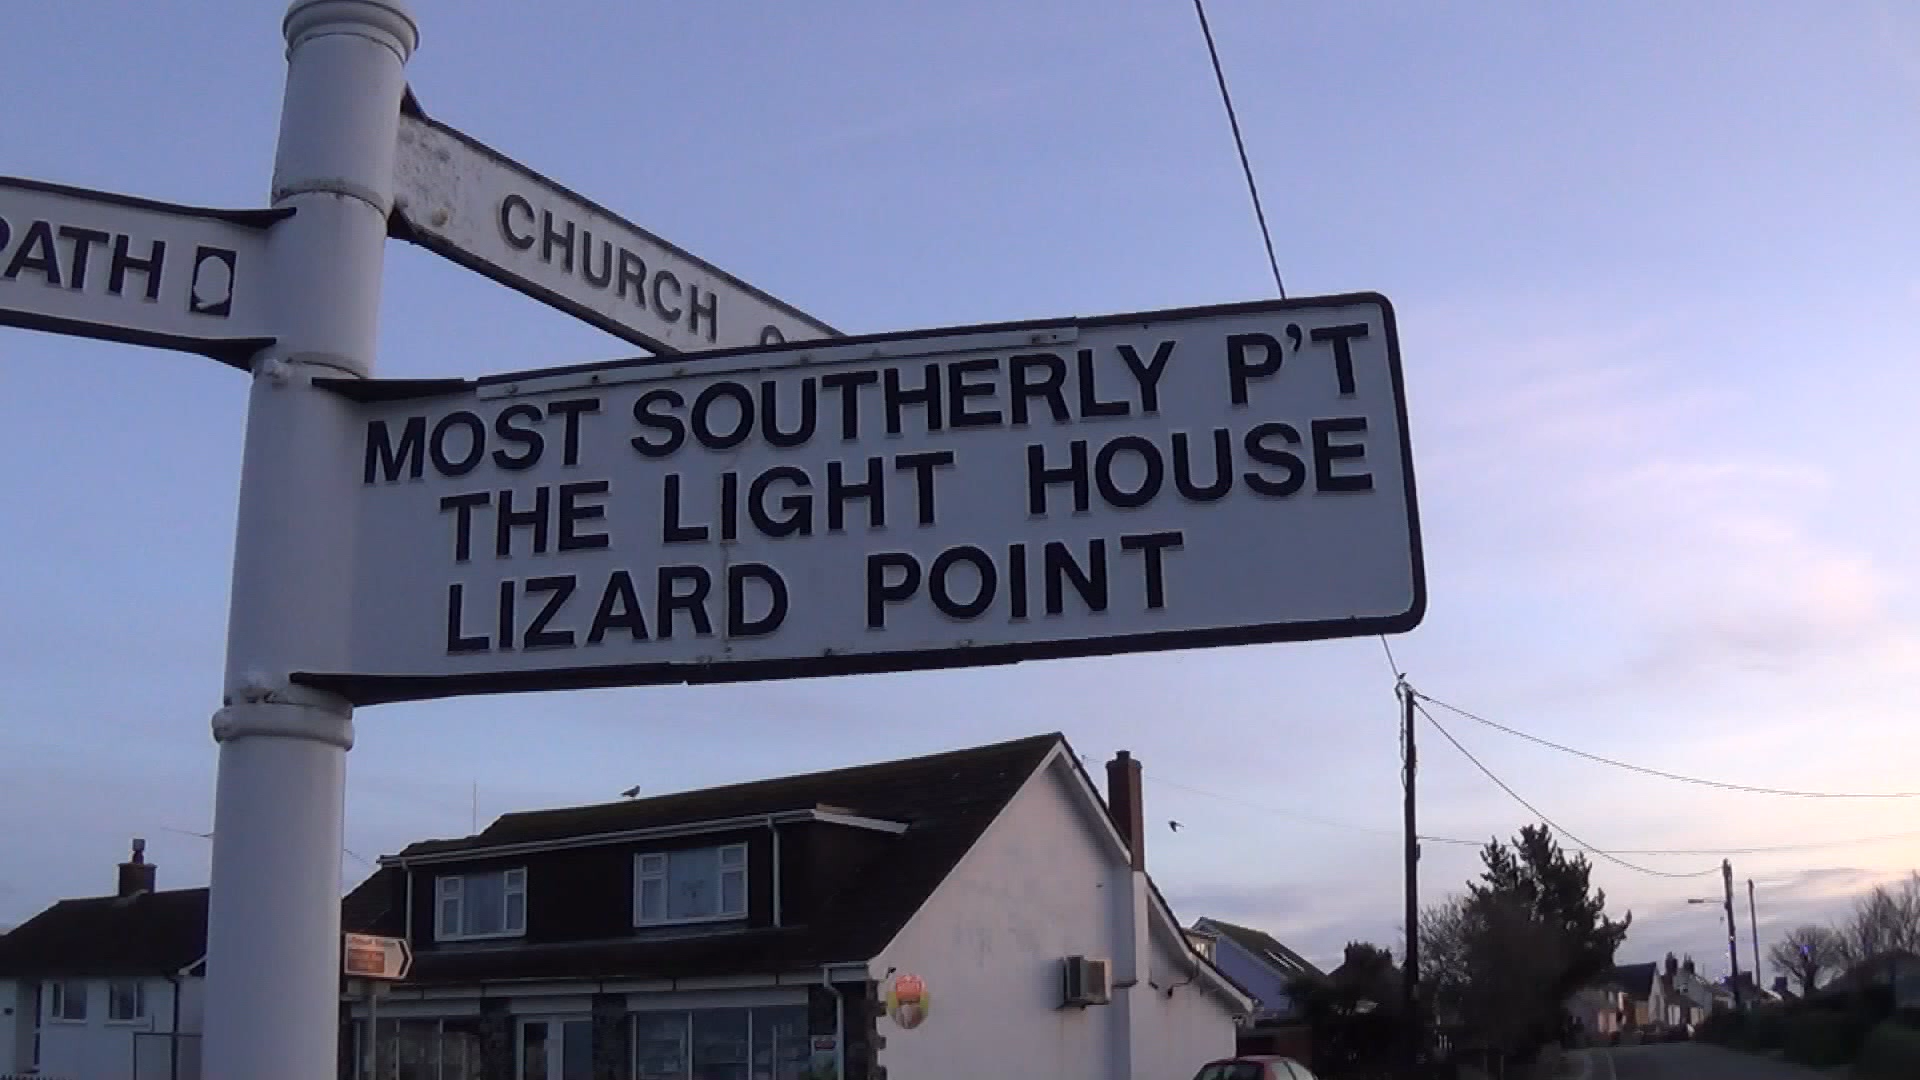 PATH
CHURCH
MOST SOUTHERLY P'T
THE LIGHT HOUSE
LIZARD POINT